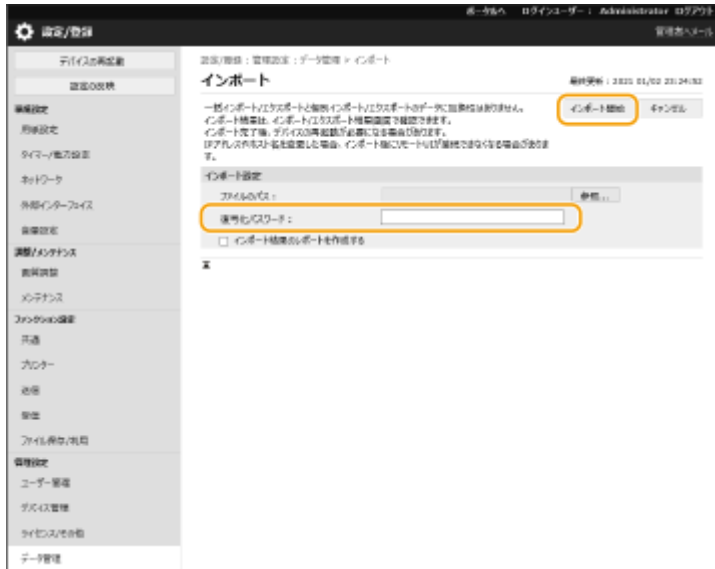 ポータルへ ログインユーザー： Administrator ログアウト
設定/登録
管理者へメール
デバイスの再起動
設定の反映
環境設定
用紙設定
タイマー/電力設定
ネットワーク
外部インターフェイス
音量設定
調整/メンテナンス
画質調整
メンテナンス
ファンクション設定
共通
プリンター
送信
受信
ファイル保存/利用
管理設定
ユーザー管理
デバイス管理
ライセンス/その他
データ管理
設定/登録 : 管理設定 : データ管理 > インポート
インポート
最終更新 : 2021 01/02 23:24:52
一括インポート/エクスポートと個別インポート/エクスポートのデータに互換性はありません。
インポート結果は、インポート/エクスポート結果画面で確認できます。
インポート完了後、デバイスの再起動が必要になる場合があります。
IPアドレスやホスト名を変更した場合、インポート後にリモートUIが接続できなくなる場合がありま
す。
インポート開始
キャンセル
インポート設定
ファイルのパス :
参照...
復号化パスワード :
インポート結果のレポートを作成する